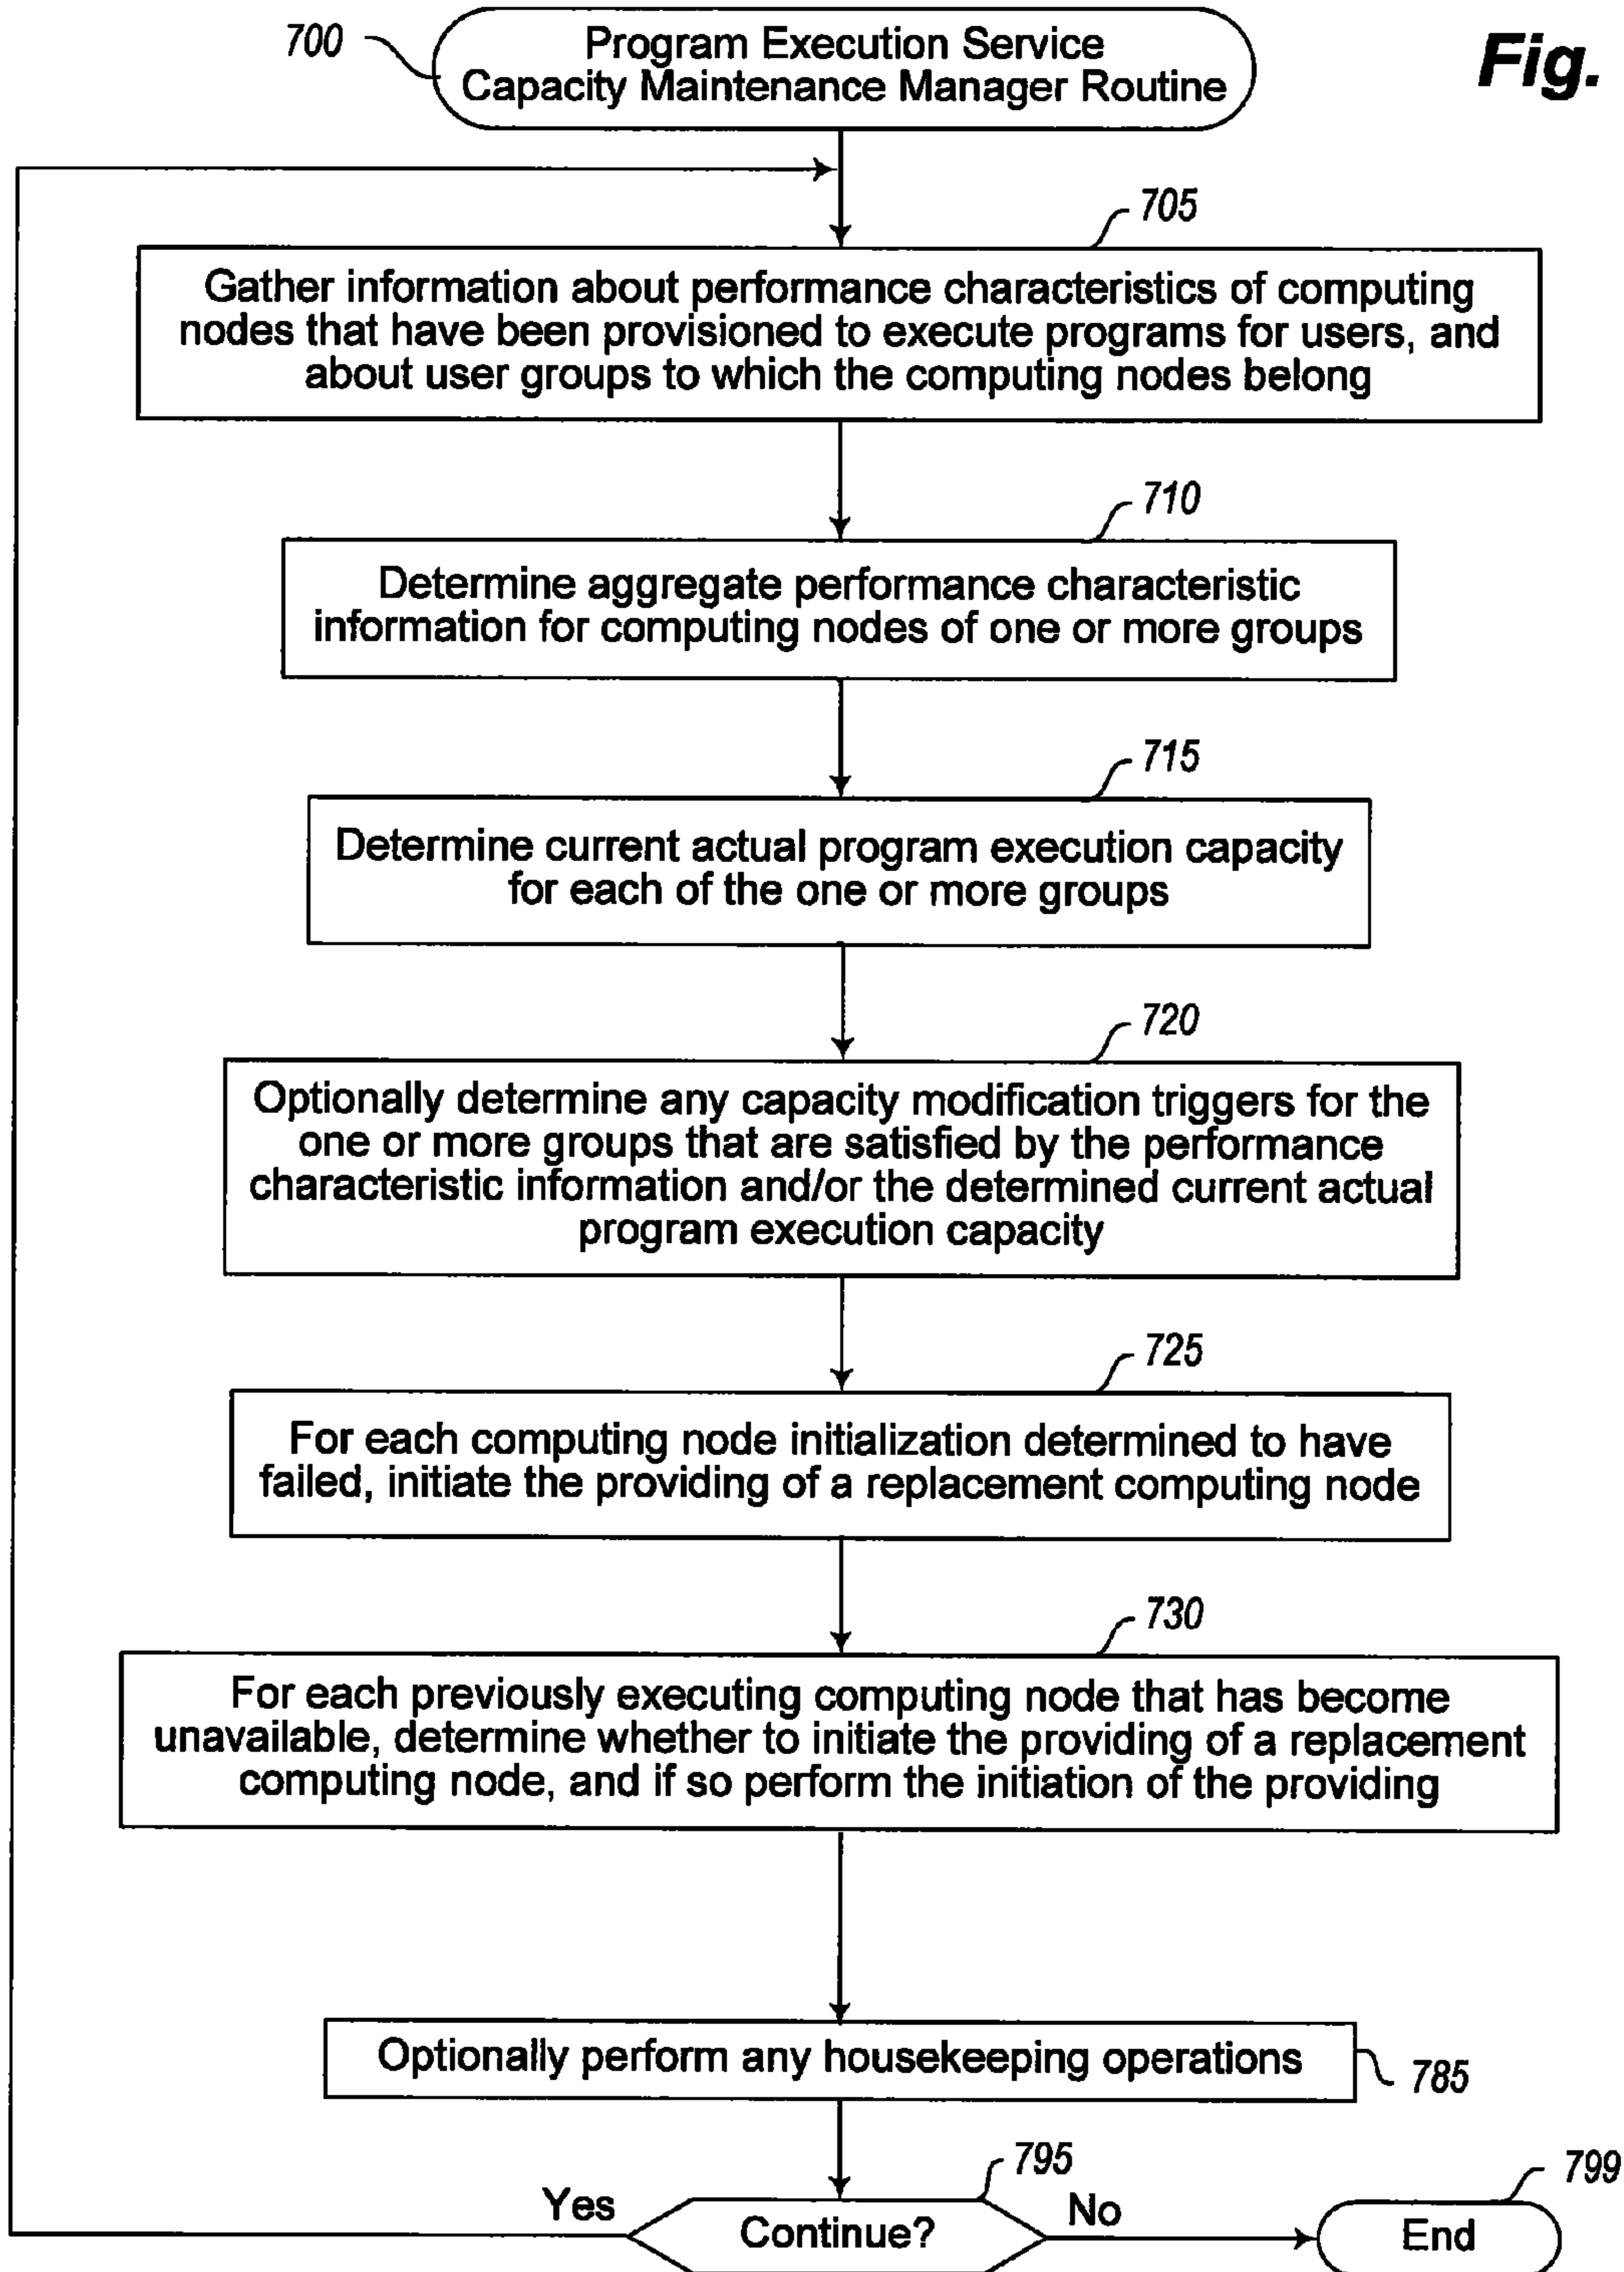 700
Program Execution Service
Capacity Maintenance Manager Routine
Fig.
705
Gather information about performance characteristics of computing
nodes that have been provisioned to execute programs for users, and
about user groups to which the computing nodes belong
710
Determine aggregate performance characteristic
information for computing nodes of one or more groups
715
Determine current actual program execution capacity
for each of the one or more groups
720
Optionally determine any capacity modification triggers for the
one or more groups that are satisfied by the performance
characteristic information and/or the determined current actual
program execution capacity
725
For each computing node initialization determined to have
failed, initiate the providing of a replacement computing node
730
For each previously executing computing node that has become
unavailable, determine whether to initiate the providing of a replacement
computing node, and if so perform the initiation of the providing
Optionally perform any housekeeping operations
785
795
799
Yes
Continue?
No
End